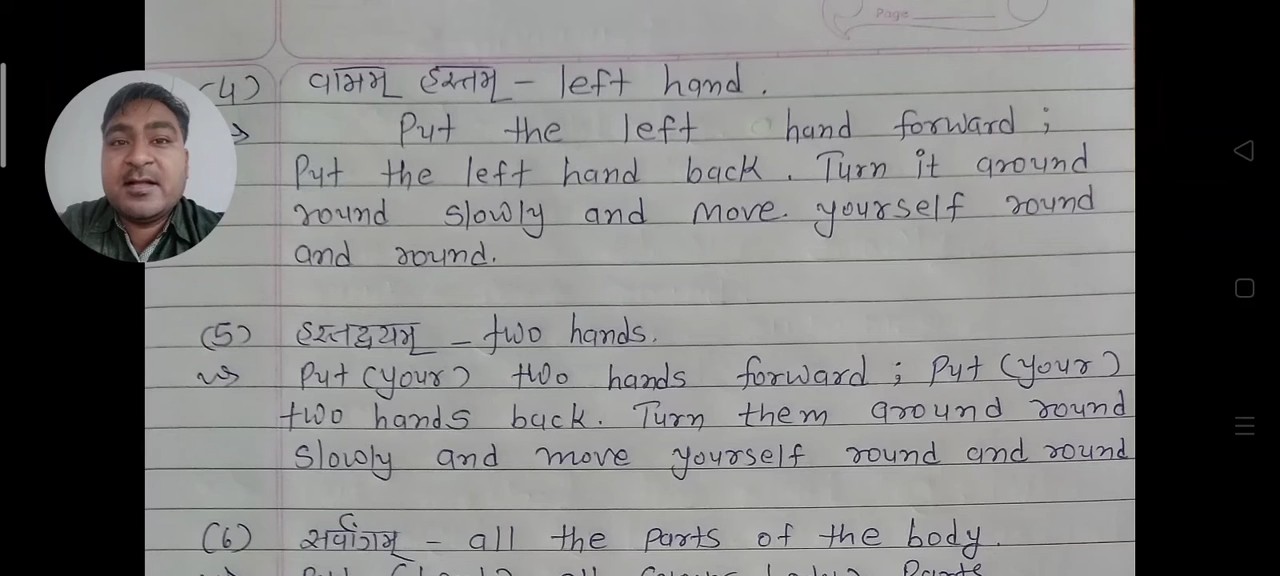 Page
(4) वामम् हस्तम् - left hand.
Put the left hand forward;
Put the left hand back. Turn it around
round slowly and move yourself round
and round.
(5) हस्तद्वयम् - two hands.
Put (your) two hands forward; Put (your)
two hands back. Turn them around round
slowly and move yourself round and round
(6) सर्वांगम् - all the parts of the body.